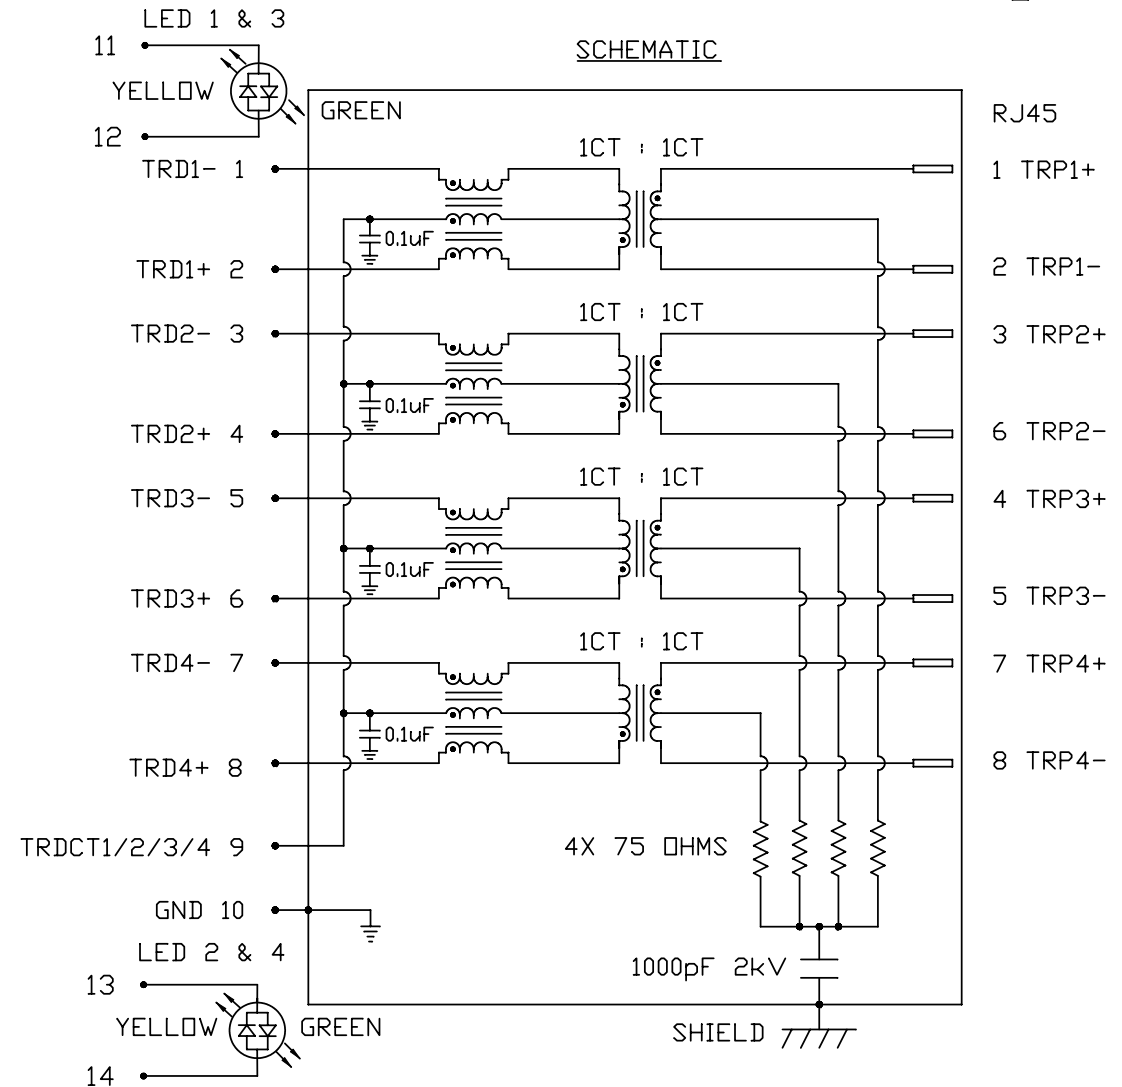 LED 1 & 3
11
SCHEMATIC
YELLOW
GREEN
RJ45
12
1CT : 1CT
TRD1- 1
1 TRP1+
0.1uF
TRD1+ 2
2 TRP1-
1CT : 1CT
TRD2- 3
3 TRP2+
0.1uF
TRD2+ 4
6 TRP2-
1CT : 1CT
TRD3- 5
4 TRP3+
0.1uF
TRD3+ 6
5 TRP3-
1CT : 1CT
TRD4- 7
7 TRP4+
0.1uF
TRD4+ 8
8 TRP4-
TRDCT1/2/3/4 9
4X 75 OHMS
GND 10
LED 2 & 4
1000pF 2kV
13
YELLOW
GREEN
SHIELD
14